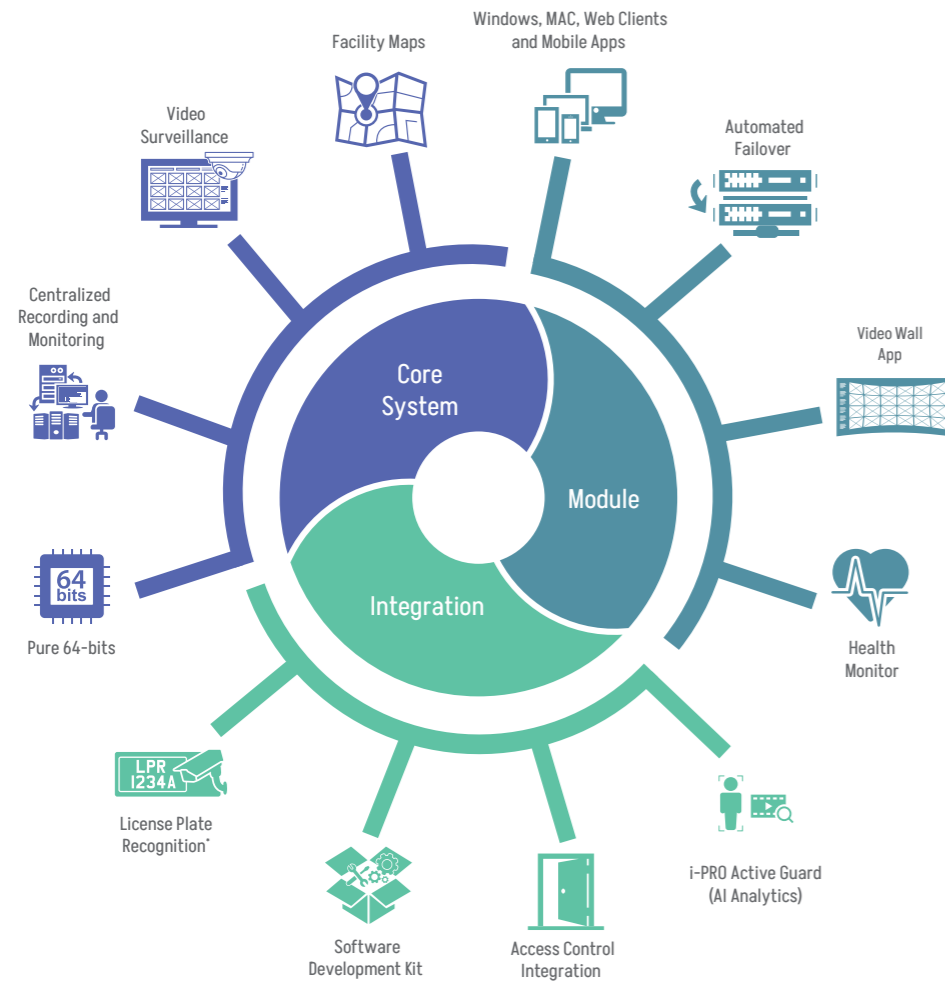 Windows, MAC, Web Clients
and Mobile Apps
Facility Maps
Video
Surveillance
Automated
Failover
Centralized
Recording and
Monitoring
Video Wall
App
Core
System
Module
Integration
64
bits
Pure 64-bits
Health
Monitor
LPR
1234A
License Plate
Recognition*
i-PRO Active Guard
(AI Analytics)
Software
Development Kit
Access Control
Integration